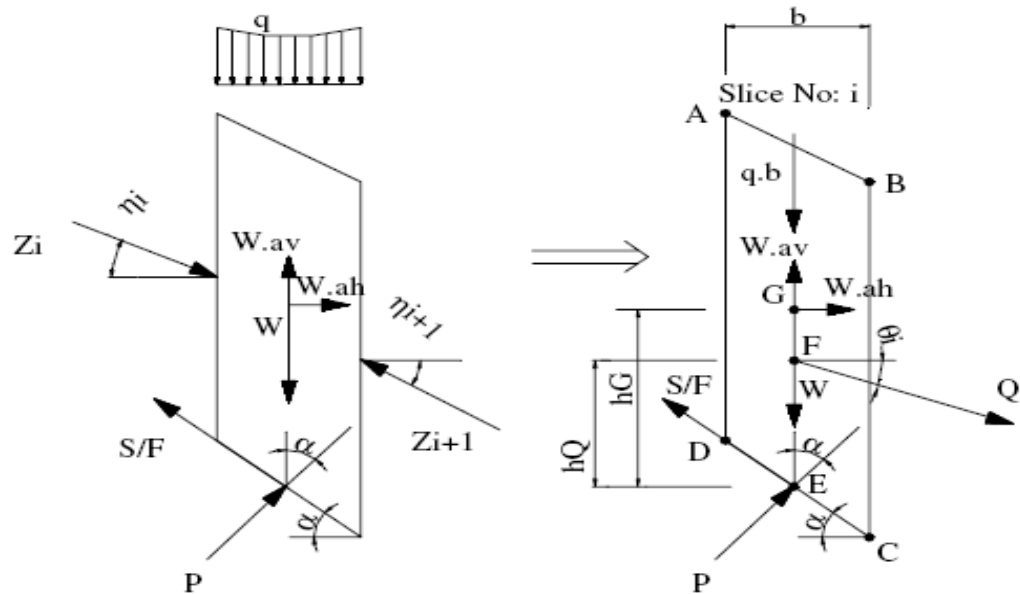 q
ηi
Zi
W.av
W.ah
W
ηi+1
S/F
Zi+1
α
α
P
b
Slice No: i
A
q.b
B
W.av
G
W.ah
θi
F
hG
S/F
W
Q
hQ
D
α
E
α
C
P